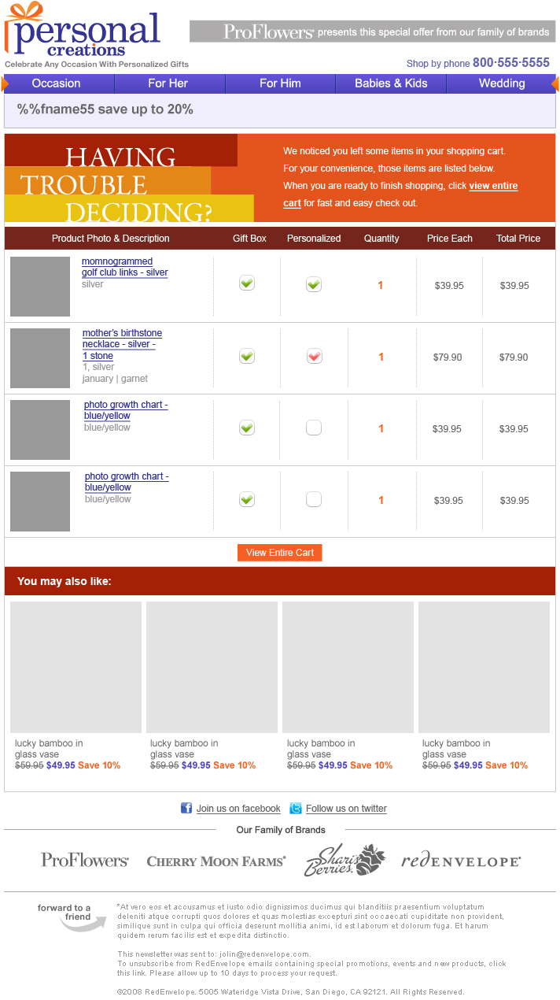 personal
creations
Celebrate Any Occasion With Personalized Gifts
ProFlowers® presents this special offer from our family of brands
Shop by phone 800·555·5555
Occasion For Her For Him Babies & Kids Wedding
%%fname55 save up to 20%
HAVING
TROUBLE
DECIDING?
We noticed you left some items in your shopping cart.
For your convenience, those items are listed below.
When you are ready to finish shopping, click view entire
cart for fast and easy check out.
Product Photo & Description Gift Box Personalized Quantity Price Each Total Price
momnogrammed
golf club links - silver
silver
1 $39.95 $39.95
mother's birthstone
necklace - silver -
1 stone
1, silver
january | garnet
1 $79.90 $79.90
photo growth chart -
blue/yellow
blue/yellow
1 $39.95 $39.95
photo growth chart -
blue/yellow
blue/yellow
1 $39.95 $39.95
View Entire Cart
You may also like:
lucky bamboo in
glass vase
$59.95 $49.95 Save 10%
lucky bamboo in
glass vase
$59.95 $49.95 Save 10%
lucky bamboo in
glass vase
$59.95 $49.95 Save 10%
lucky bamboo in
glass vase
$59.95 $49.95 Save 10%
Join us on facebook Follow us on twitter
Our Family of Brands
ProFlowers® CHERRY MOON FARMS® Shari's Berries redENVELOPE®
forward to a
friend
*At vero eos et accusamus et iusto odio dignissimos ducimus qui blanditiis praesentium voluptatum
deleniti atque corrupti quos dolores et quas molestias excepturi sint occaecati cupiditate non provident,
similique sunt in culpa qui officia deserunt mollitia animi, id est laborum et dolorum fuga. Et harum
quidem rerum facilis est et expedita distinctio.
This newsletter was sent to: jolin@redenvelope.com.
To unsubscribe from RedEnvelope emails containing special promotions, events and new products, click
this link. Please allow up to 10 days to process your request.
©2008 RedEnvelope. 5005 Wateridge Vista Drive, San Diego, CA 92121. All Rights Reserved.